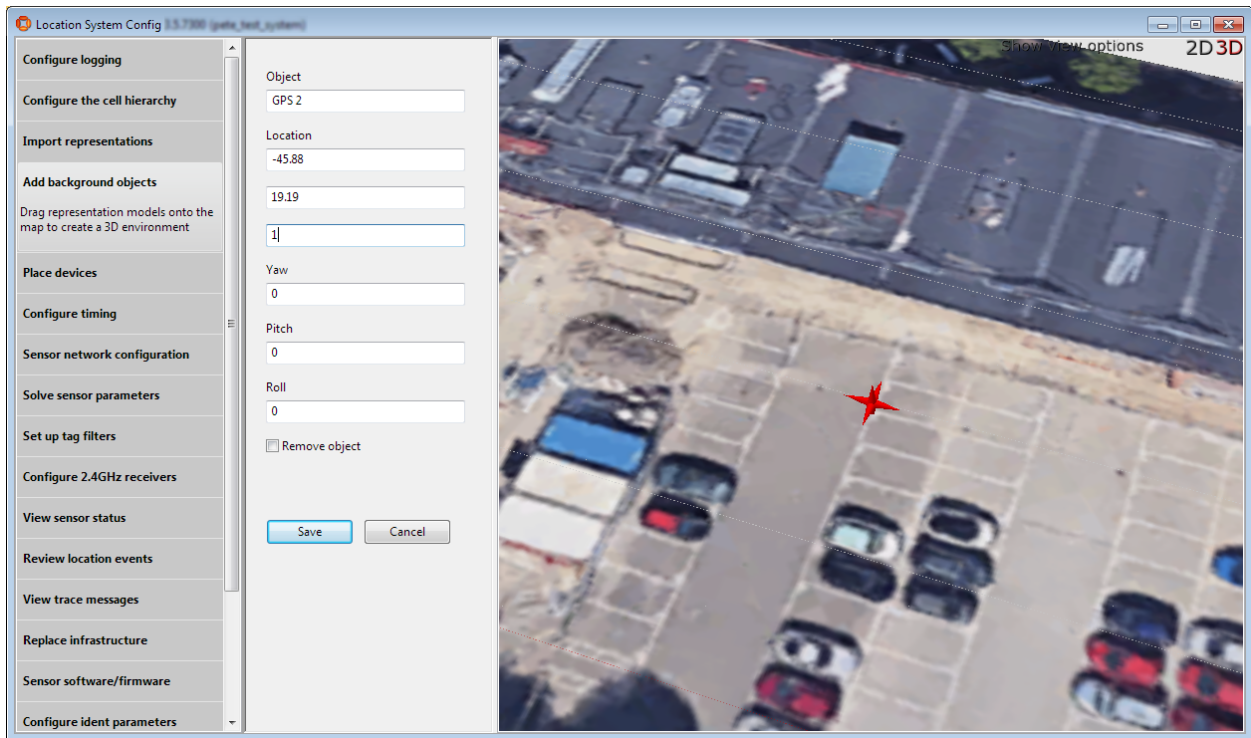 Location System Config 3.5.7300 (pete_test_system)
Configure logging
Configure the cell hierarchy
Import representations
Add background objects
Drag representation models onto the
map to create a 3D environment
Place devices
Configure timing
Sensor network configuration
Solve sensor parameters
Set up tag filters
Configure 2.4GHz receivers
View sensor status
Review location events
View trace messages
Replace infrastructure
Sensor software/firmware
Configure ident parameters
Object
GPS 2
Location
-45.88
19.19
1
Yaw
0
Pitch
0
Roll
0
Remove object
Save
Cancel
Show View options
2D 3D